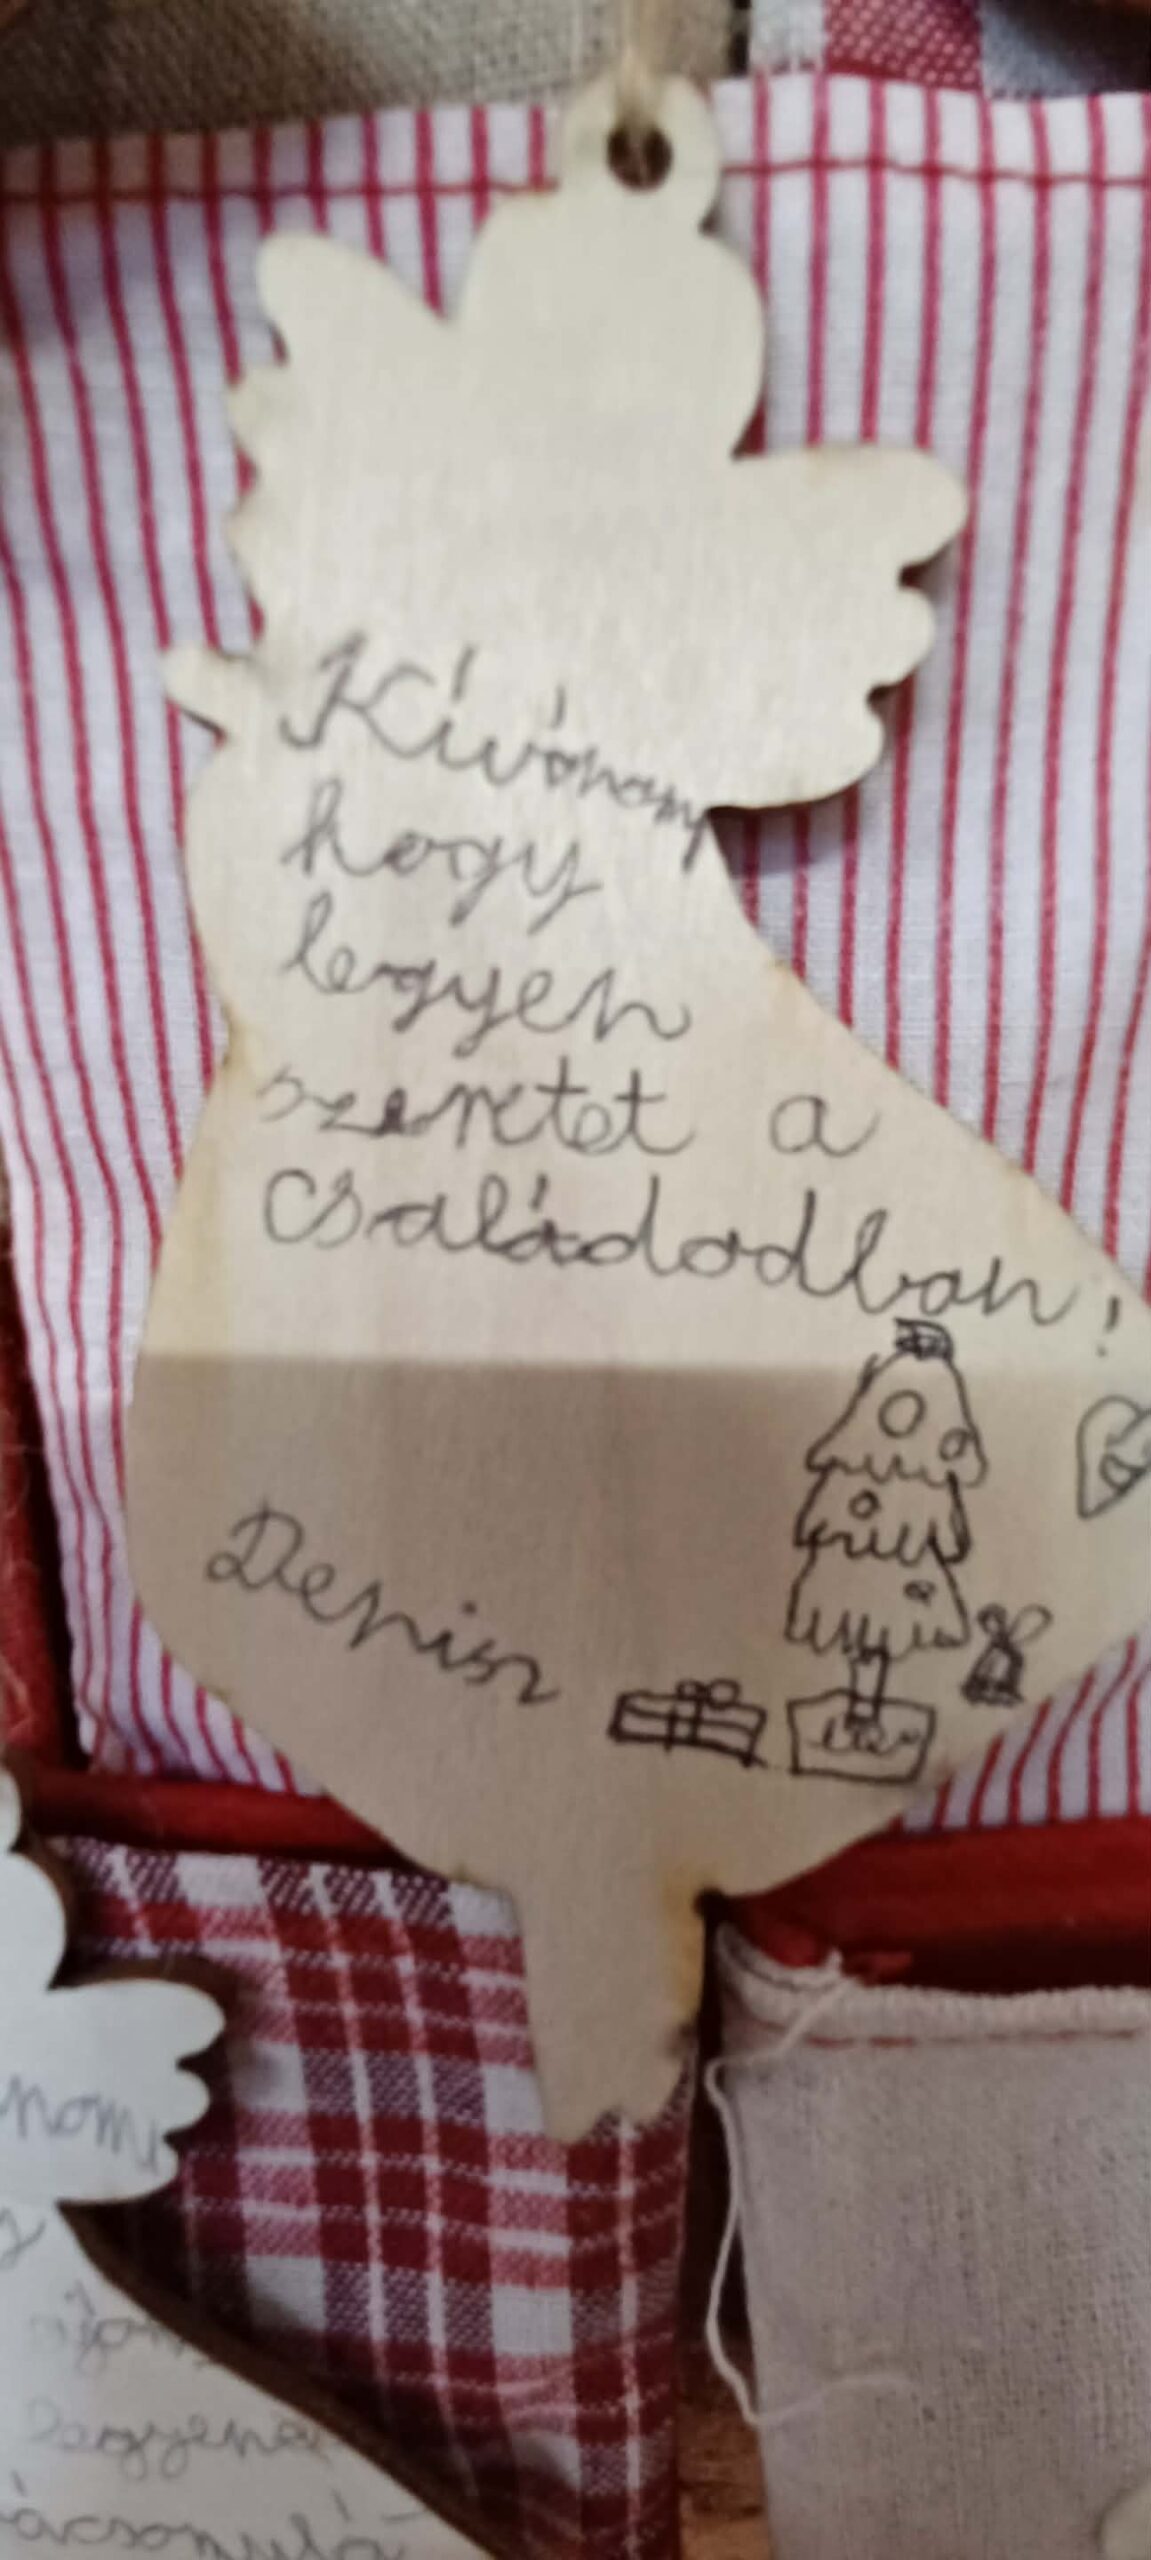 Kívánom
hogy
legyen
szeretet a
családodban!
Denisz